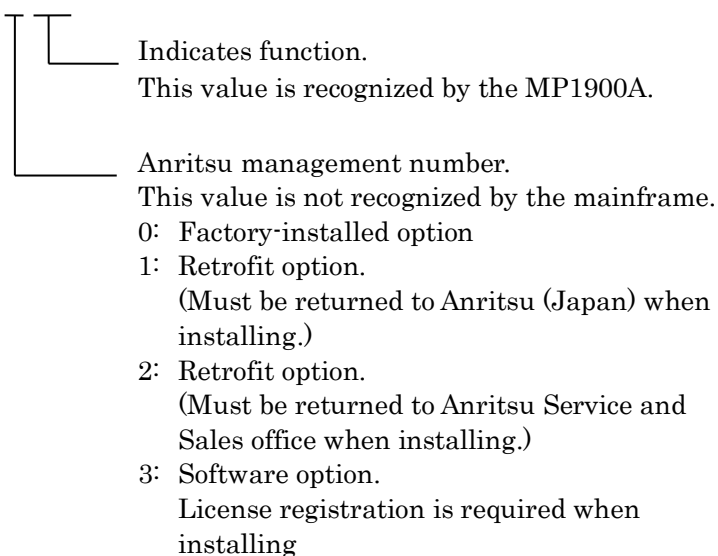 Indicates function.
This value is recognized by the MP1900A.
Anritsu management number.
This value is not recognized by the mainframe.
0: Factory-installed option
1: Retrofit option.
(Must be returned to Anritsu (Japan) when
installing.)
2: Retrofit option.
(Must be returned to Anritsu Service and
Sales office when installing.)
3: Software option.
License registration is required when
installing